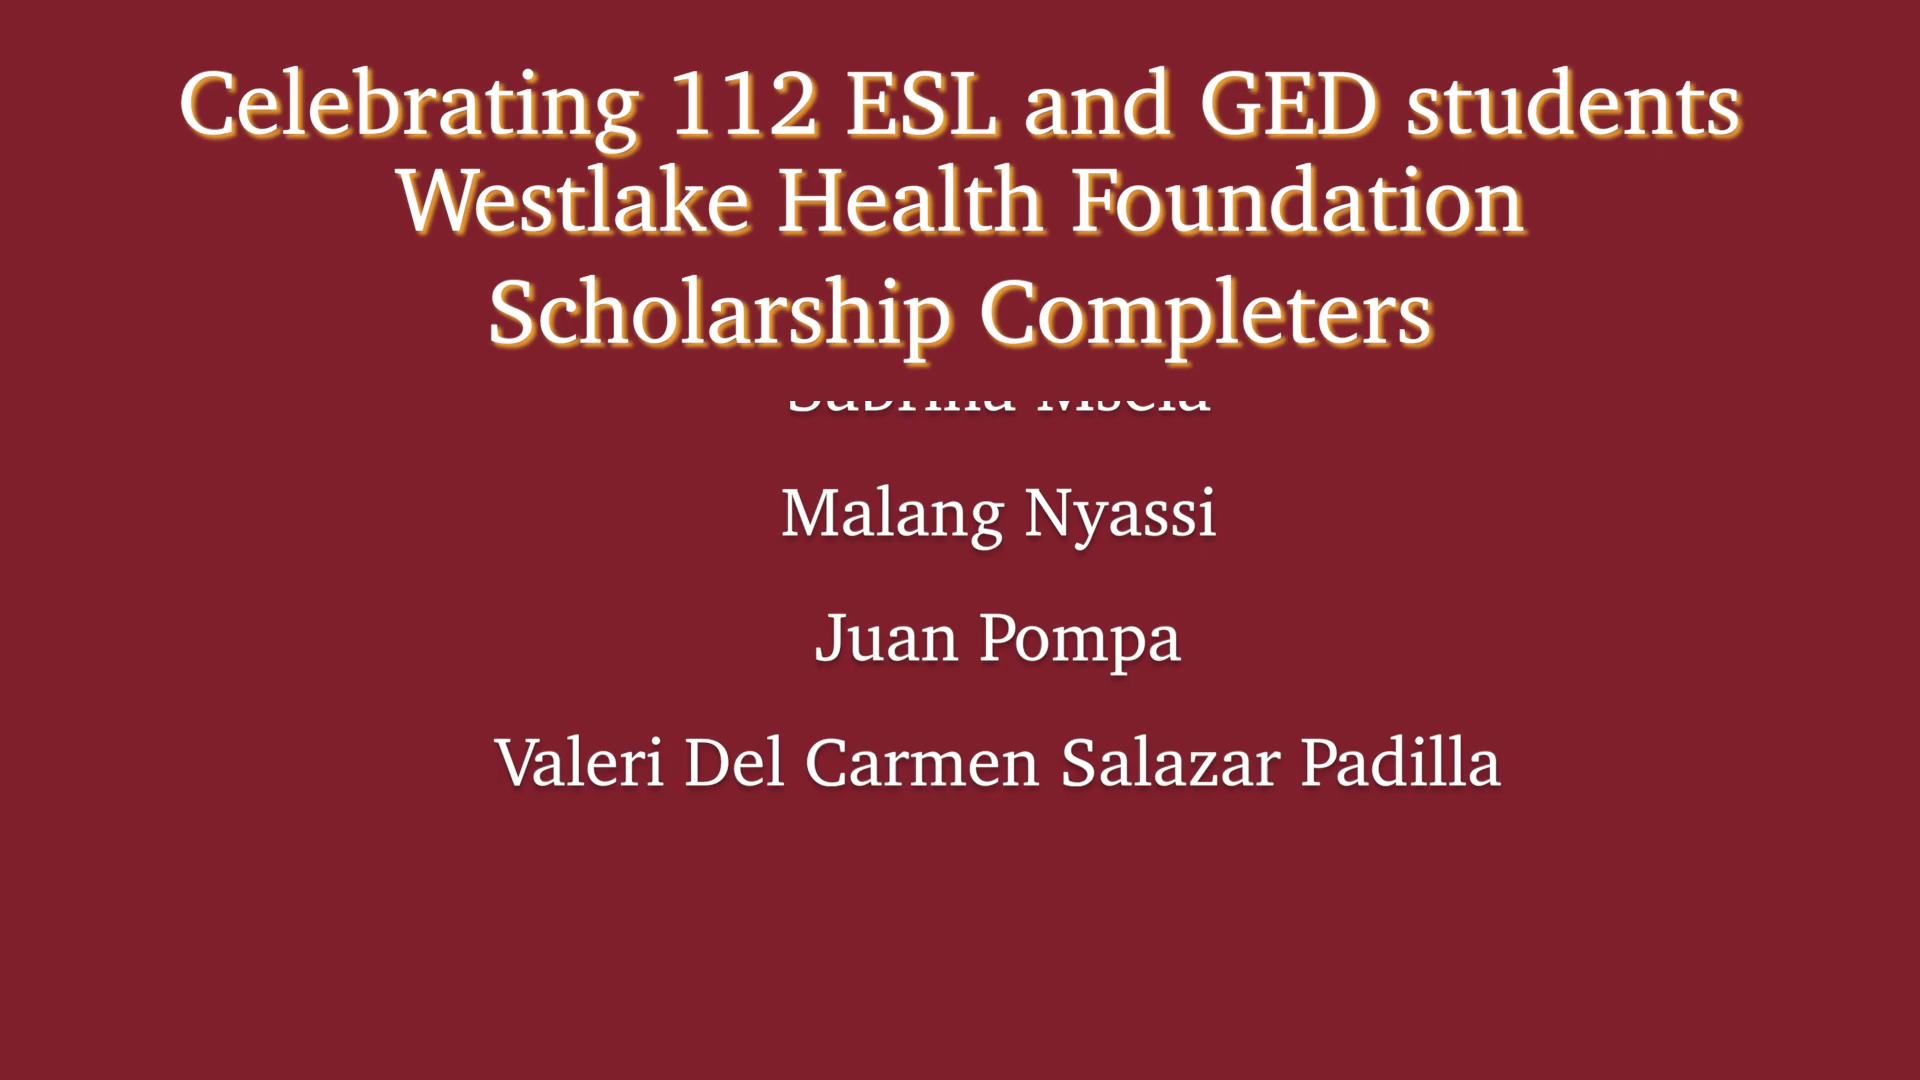 Celebrating 112 ESL and GED students
Westlake Health Foundation
Scholarship Completers
Malang Nyassi
Juan Pompa
Valeri Del Carmen Salazar Padilla